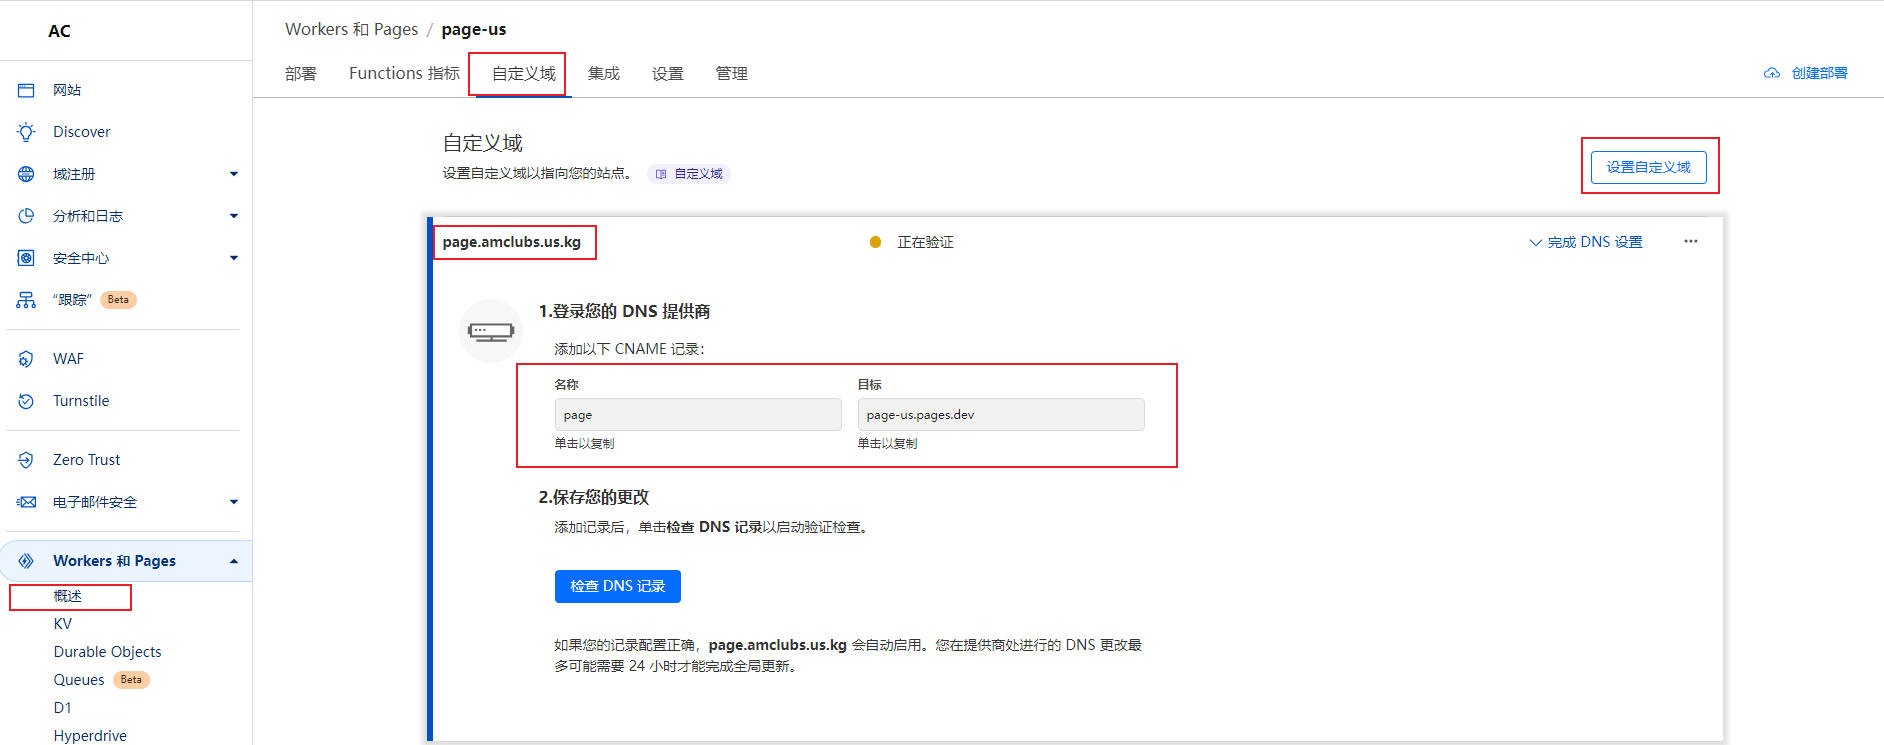 AC
网站
Discover
域注册
分析和日志
安全中心
“跟踪” Beta
WAF
Turnstile
Zero Trust
电子邮件安全
Workers 和 Pages
概述
KV
Durable Objects
Queues Beta
D1
Hyperdrive
Workers 和 Pages / page-us
部署 Functions 指标 自定义域 集成 设置 管理 创建部署
自定义域
设置自定义域以指向您的站点。 自定义域
设置自定义域
page.amclubs.us.kg 正在验证 完成 DNS 设置 ...
1.登录您的 DNS 提供商
添加以下 CNAME 记录：
名称 目标
page page-us.pages.dev
单击以复制 单击以复制
2.保存您的更改
添加记录后，单击检查 DNS 记录以启动验证检查。
检查 DNS 记录
如果您的记录配置正确，page.amclubs.us.kg 会自动启用。您在提供商处进行的 DNS 更改最
多可能需要 24 小时才能完成全局更新。